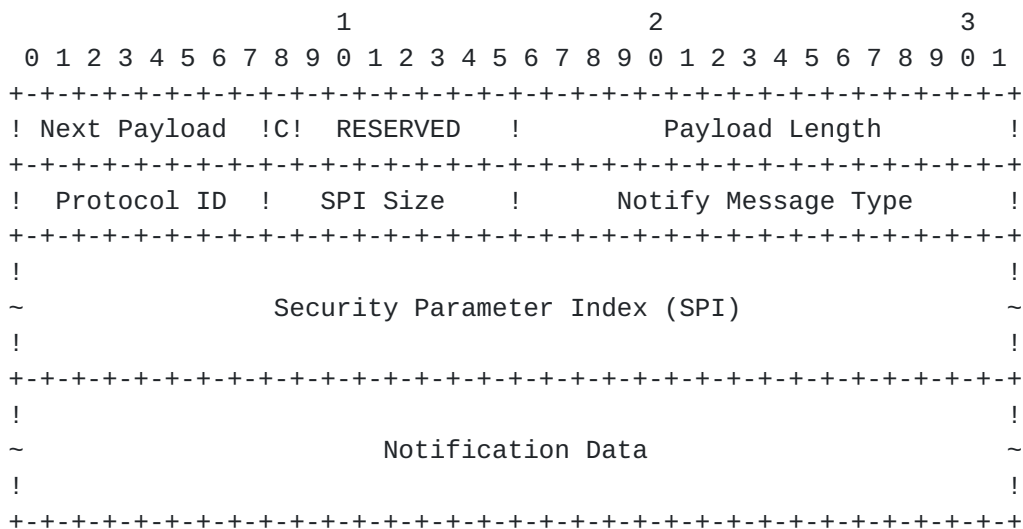 1                   2                   3
 0 1 2 3 4 5 6 7 8 9 0 1 2 3 4 5 6 7 8 9 0 1 2 3 4 5 6 7 8 9 0 1
+-+-+-+-+-+-+-+-+-+-+-+-+-+-+-+-+-+-+-+-+-+-+-+-+-+-+-+-+-+-+-+-+
! Next Payload  !C!  RESERVED   !         Payload Length        !
+-+-+-+-+-+-+-+-+-+-+-+-+-+-+-+-+-+-+-+-+-+-+-+-+-+-+-+-+-+-+-+-+
!  Protocol ID  !   SPI Size    !      Notify Message Type      !
+-+-+-+-+-+-+-+-+-+-+-+-+-+-+-+-+-+-+-+-+-+-+-+-+-+-+-+-+-+-+-+-+
!                                                               !
~                Security Parameter Index (SPI)                 ~
!                                                               !
+-+-+-+-+-+-+-+-+-+-+-+-+-+-+-+-+-+-+-+-+-+-+-+-+-+-+-+-+-+-+-+-+
!                                                               !
~                       Notification Data                       ~
!                                                               !
+-+-+-+-+-+-+-+-+-+-+-+-+-+-+-+-+-+-+-+-+-+-+-+-+-+-+-+-+-+-+-+-+